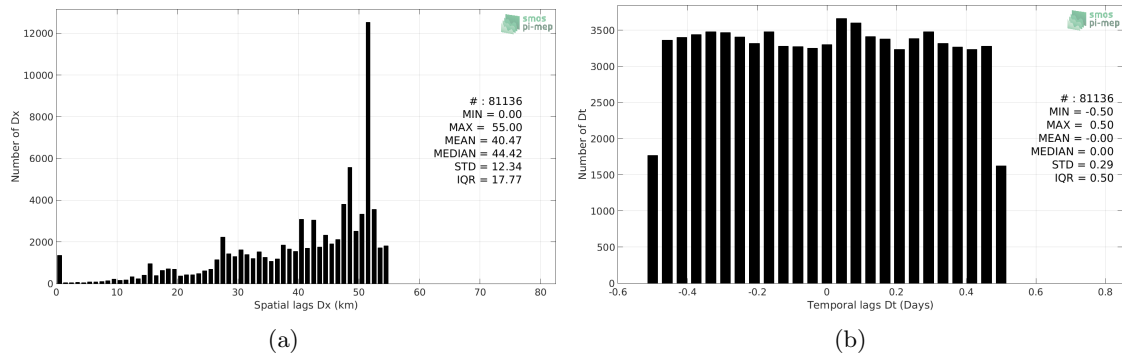 smos
pi-mep
12000
10000
8000
6000
4000
2000
0
Number of Dx
# : 81136
MIN = 0.00
MAX = 55.00
MEAN = 40.47
MEDIAN = 44.42
STD = 12.34
IQR = 17.77
0 10 20 30 40 50 60 70 80
Spatial lags Dx (km)
(a)
smos
pi-mep
3500
3000
2500
2000
1500
1000
500
0
Number of Dt
# : 81136
MIN = -0.50
MAX = 0.50
MEAN = -0.00
MEDIAN = 0.00
STD = 0.29
IQR = 0.50
-0.6 -0.4 -0.2 0 0.2 0.4 0.6 0.8
Temporal lags Dt (Days)
(b)